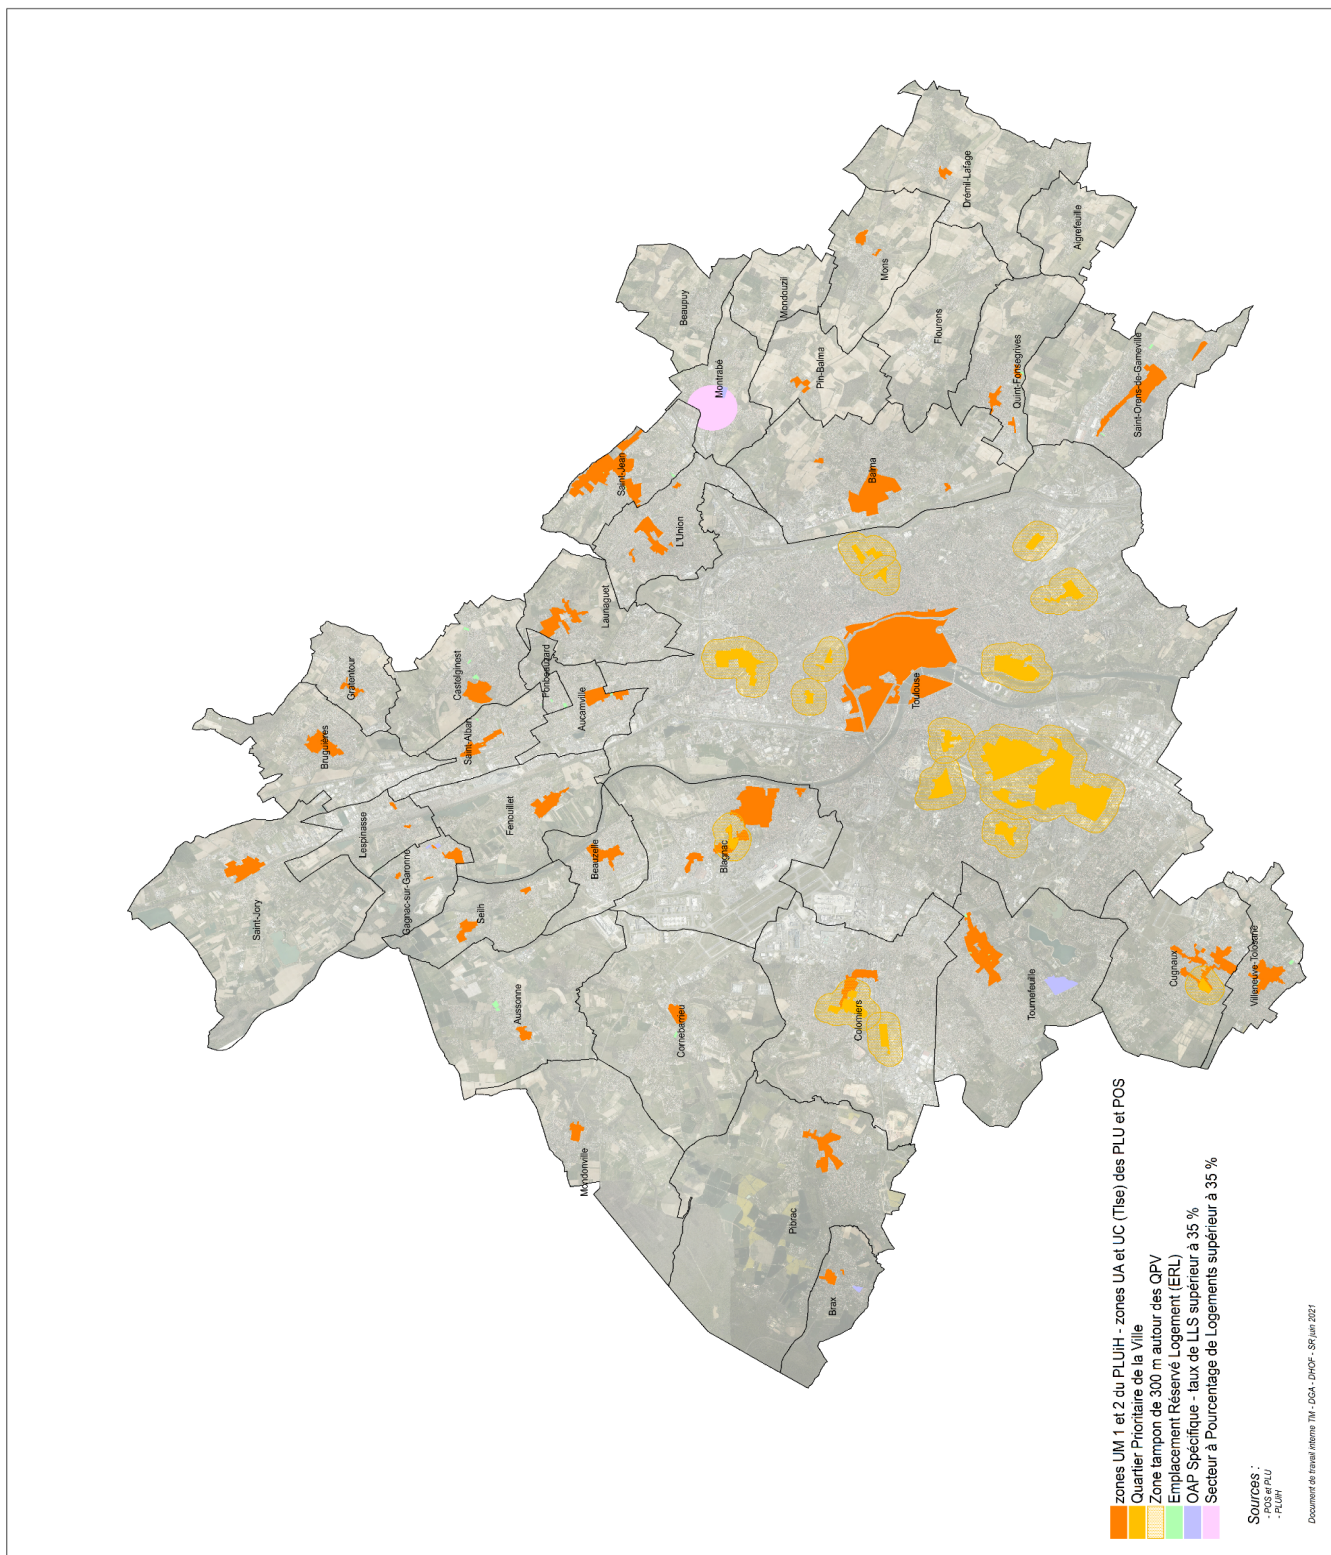 Drémil-Lafage
Aigrefeuille
Mons
Flourens
Beaupuy
Mondouzil
Montrabé
Pin-Balma
Quint-Fonsegrives
Saint-Orens-de-Gameville
Saint-Jean
L'Union
Balma
Launaguet
Gratentour
Castelginest
Fonbeauzard
Bruguières
Saint-Alban
Aucamville
Toulouse
Lespinasse
Fenouillet
Saint-Jory
Gagnac-sur-Garonne
Seilh
Beauzelle
Blagnac
Aussonne
Cornebarrieu
Colomiers
Tournefeuille
Cugnaux
Villeneuve-Tolosane
Mondonville
Pibrac
Brax
zones UM 1 et 2 du PLUiH - zones UA et UC (Tlse) des PLU et POS
Quartier Prioritaire de la Ville
Zone tampon de 300 m autour des QPV
Emplacement Réservé Logement (ERL)
OAP Spécifique - taux de LLS supérieur à 35 %
Secteur à Pourcentage de Logements supérieur à 35 %
Sources :
- POS et PLU
- PLUiH
Document de travail interne TM - DGA - DHOF - SR juin 2021